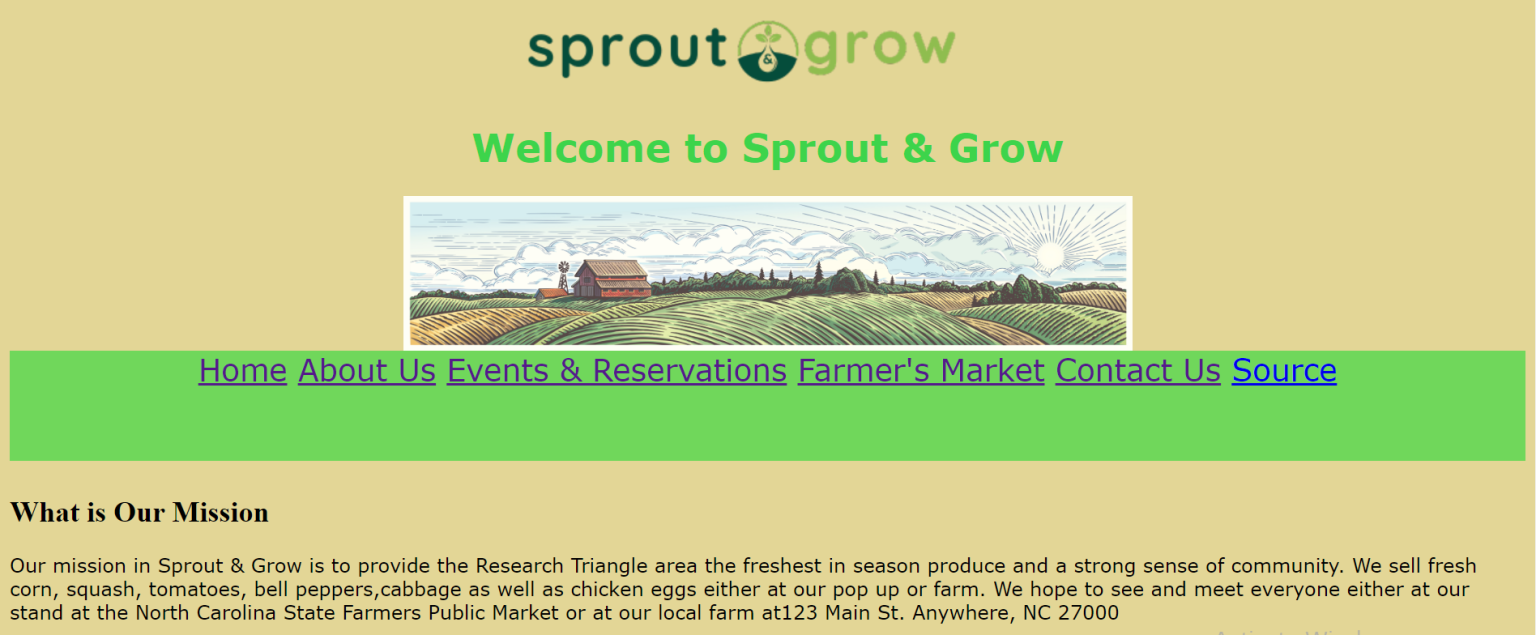 sprout & grow
Welcome to Sprout & Grow
Home About Us Events & Reservations Farmer's Market Contact Us Source
What is Our Mission
Our mission in Sprout & Grow is to provide the Research Triangle area the freshest in season produce and a strong sense of community. We sell fresh
corn, squash, tomatoes, bell peppers,cabbage as well as chicken eggs either at our pop up or farm. We hope to see and meet everyone either at our
stand at the North Carolina State Farmers Public Market or at our local farm at123 Main St. Anywhere, NC 27000